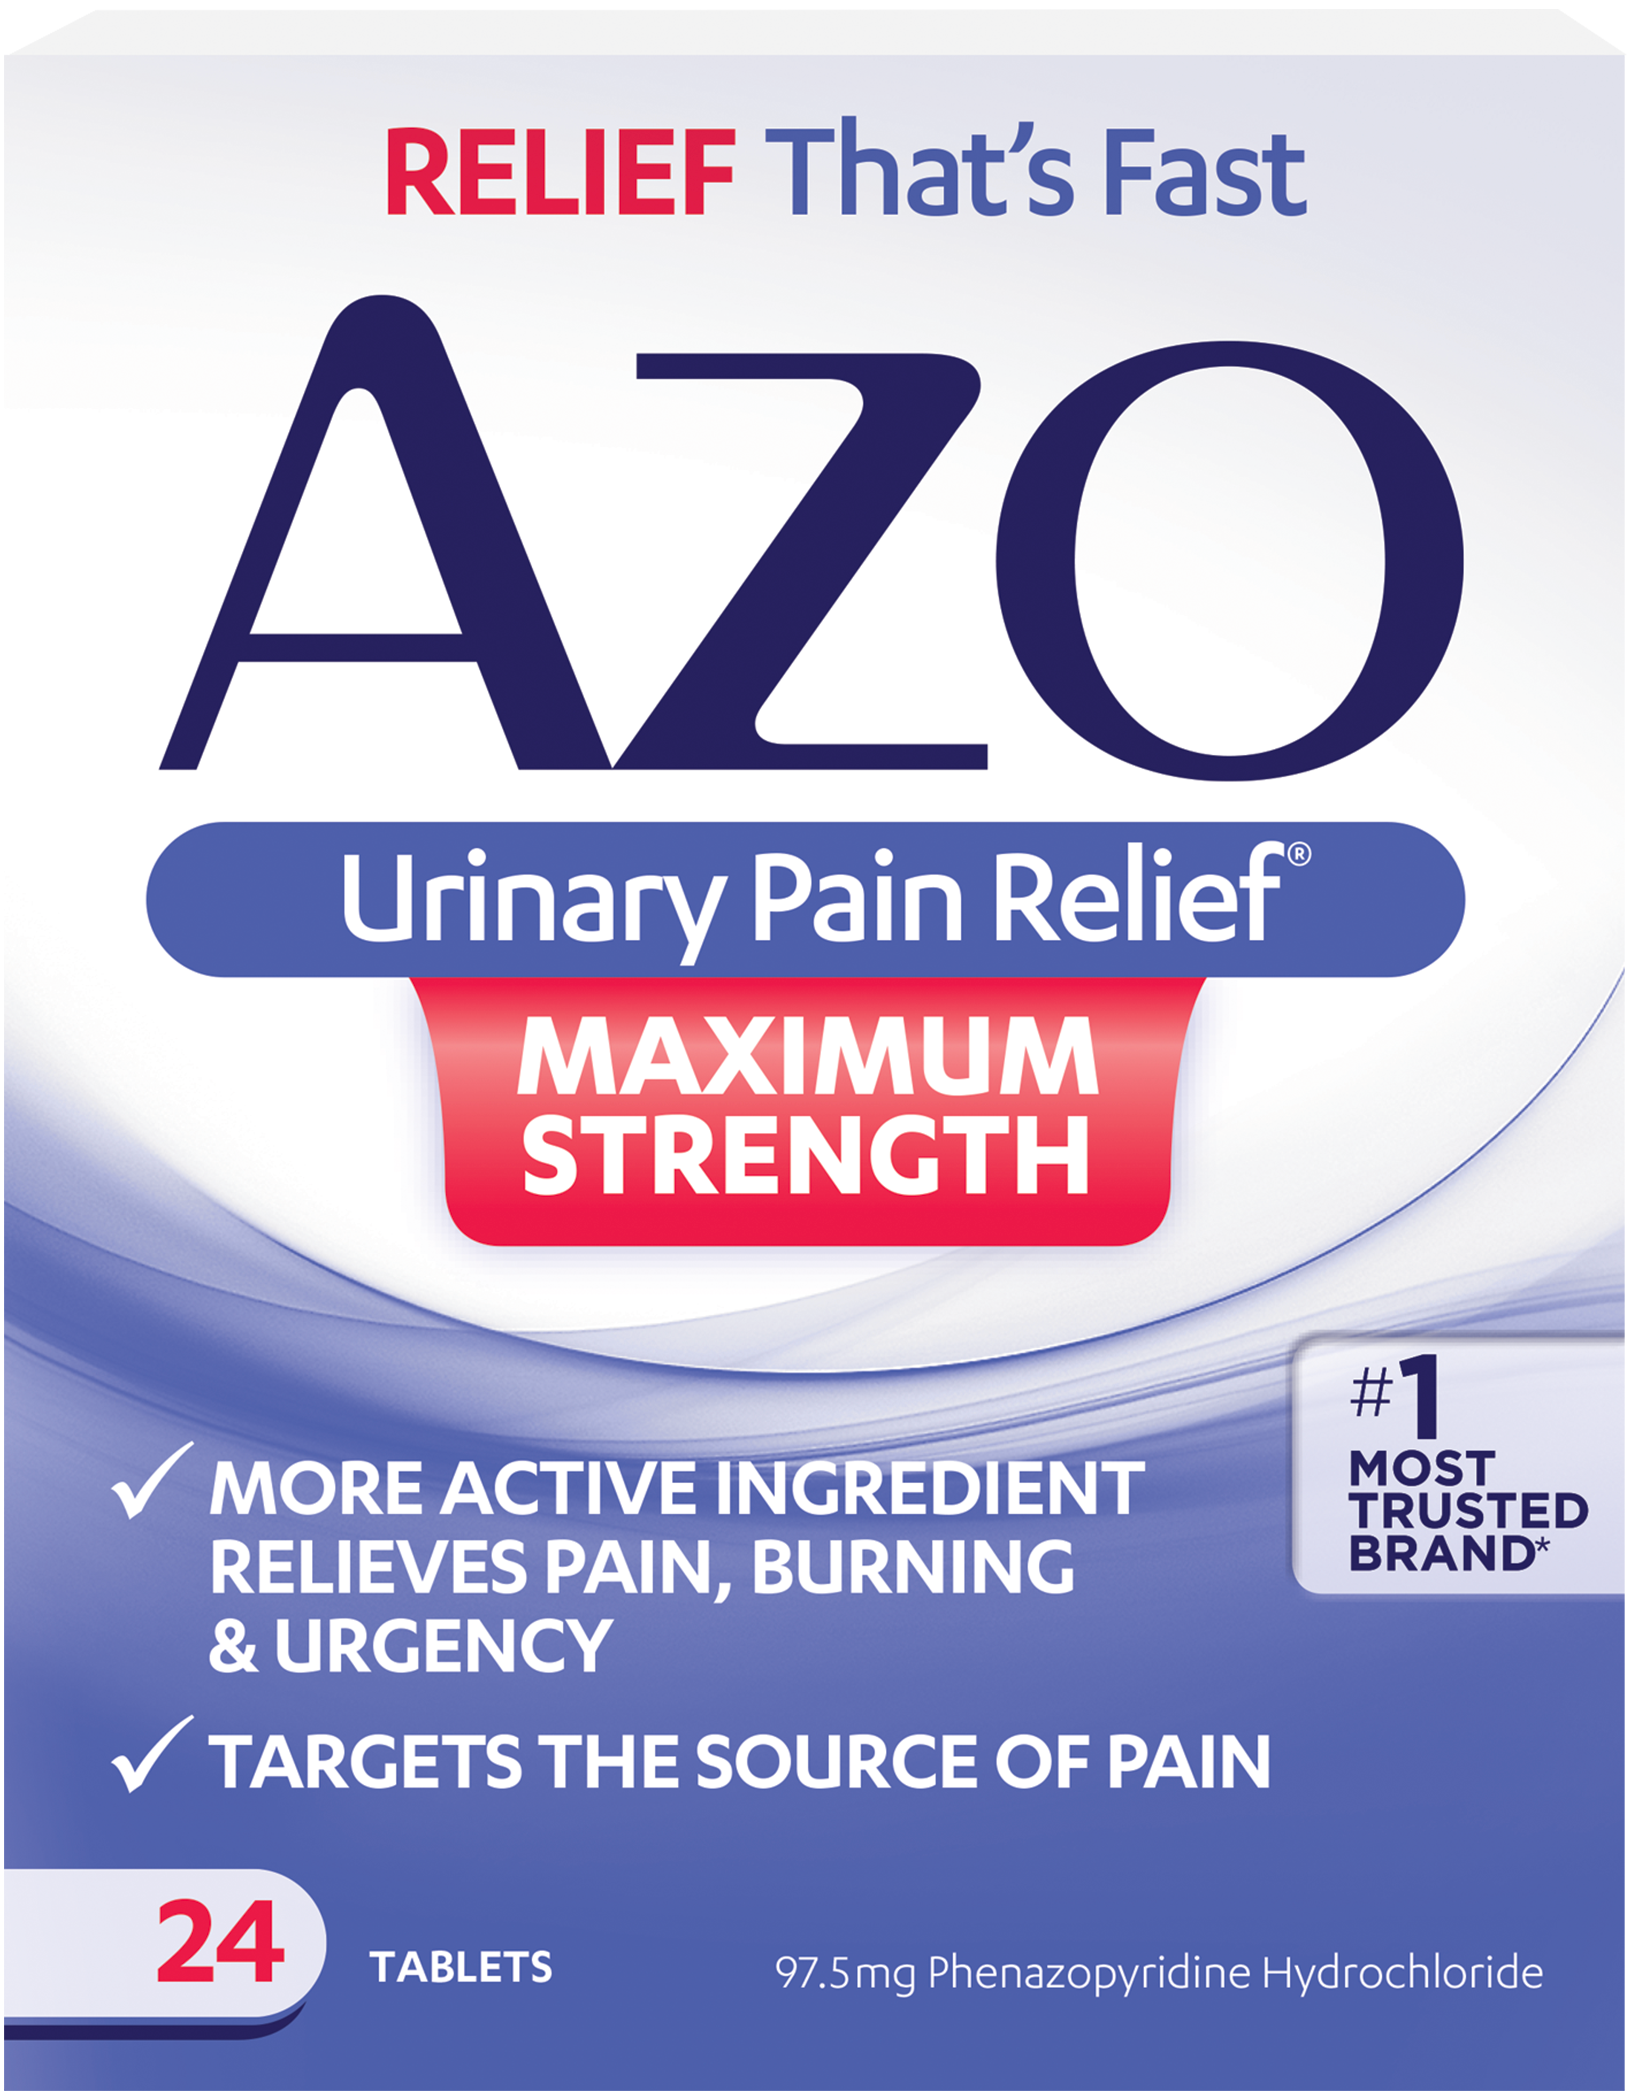 RELIEF That's Fast
AZO
Urinary Pain Relief®
MAXIMUM
STRENGTH
#1
MOST
TRUSTED
BRAND*
✓ MORE ACTIVE INGREDIENT
RELIEVES PAIN, BURNING
& URGENCY
✓ TARGETS THE SOURCE OF PAIN
24 TABLETS
97.5mg Phenazopyridine Hydrochloride